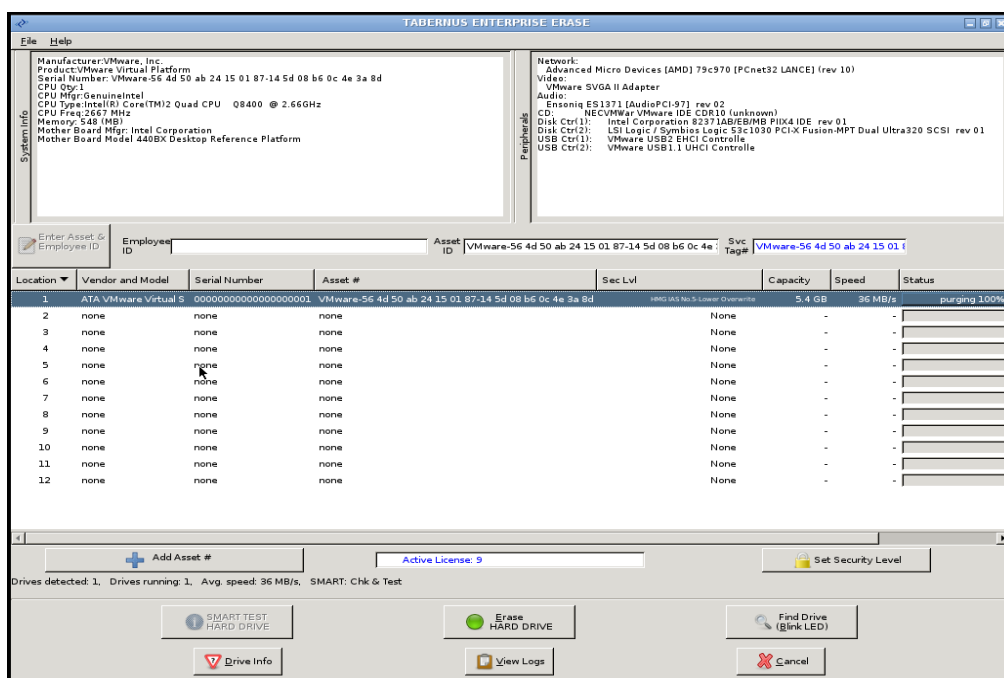 TABERNUS ENTERPRISE ERASE
File Help
System Info
Manufacturer:VMware, Inc.
Product:VMware Virtual Platform
Serial Number: VMware-56 4d 50 ab 24 15 01 87-14 5d 08 b6 0c 4e 3a 8d
CPU Qty:1
CPU Mfgr:GenuineIntel
CPU Type:Intel(R) Core(TM)2 Quad CPU Q8400 @ 2.66GHz
CPU Freq:2667 MHz
Memory: 548 (MB)
Mother Board Mfgr: Intel Corporation
Mother Board Model 440BX Desktop Reference Platform
Peripherals
Network:
Advanced Micro Devices [AMD] 79c970 [PCnet32 LANCE] (rev 10)
Video:
VMware SVGA II Adapter
Audio:
Ensoniq ES1371 [AudioPCI-97] rev 02
CD: NECVMWar VMware IDE CDR10 (unknown)
Disk Ctr(1): Intel Corporation 82371AB/EB/MB PIIX4 IDE rev 01
Disk Ctr(2): LSI Logic / Symbios Logic 53c1030 PCI-X Fusion-MPT Dual Ultra320 SCSI rev 01
USB Ctr(1): VMware USB2 EHCI Controlle
USB Ctr(2): VMware USB1.1 UHCI Controlle
Enter Asset &
Employee ID
Employee
ID
Asset
ID
VMware-56 4d 50 ab 24 15 01 87-14 5d 08 b6 0c 4e
Svc
Tag#
VMware-56 4d 50 ab 24 15 01
Location Vendor and Model Serial Number Asset # Sec Lvl Capacity Speed Status
1 ATA VMware Virtual S 00000000000000000001 VMware-56 4d 50 ab 24 15 01 87-14 5d 08 b6 0c 4e 3a 8d HMG IAS No.5-Lower Overwrite 5.4 GB 36 MB/s purging 100%
2 none none none None - -
3 none none none None - -
4 none none none None - -
5 none none none None - -
6 none none none None - -
7 none none none None - -
8 none none none None - -
9 none none none None - -
10 none none none None - -
11 none none none None - -
12 none none none None - -
Add Asset #
Active License: 9
Set Security Level
Drives detected: 1, Drives running: 1, Avg. speed: 36 MB/s, SMART: Chk & Test
SMART TEST
HARD DRIVE
Erase
HARD DRIVE
Find Drive
(Blink LED)
Drive Info
View Logs
Cancel